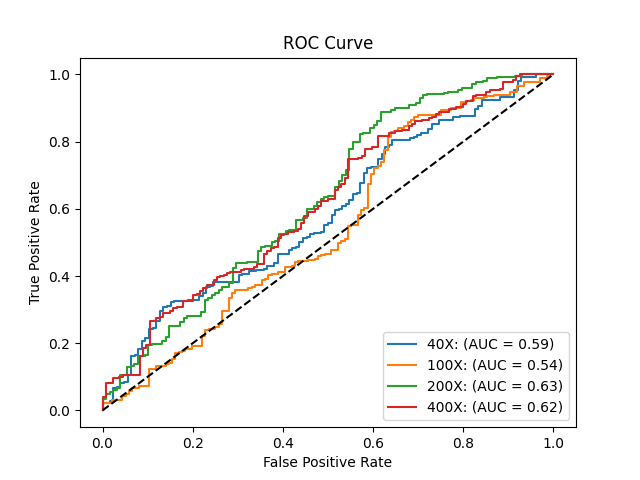 ROC Curve
True Positive Rate
1.0
0.8
0.6
0.4
0.2
0.0
40X: (AUC = 0.59)
100X: (AUC = 0.54)
200X: (AUC = 0.63)
400X: (AUC = 0.62)
0.0 0.2 0.4 0.6 0.8 1.0
False Positive Rate